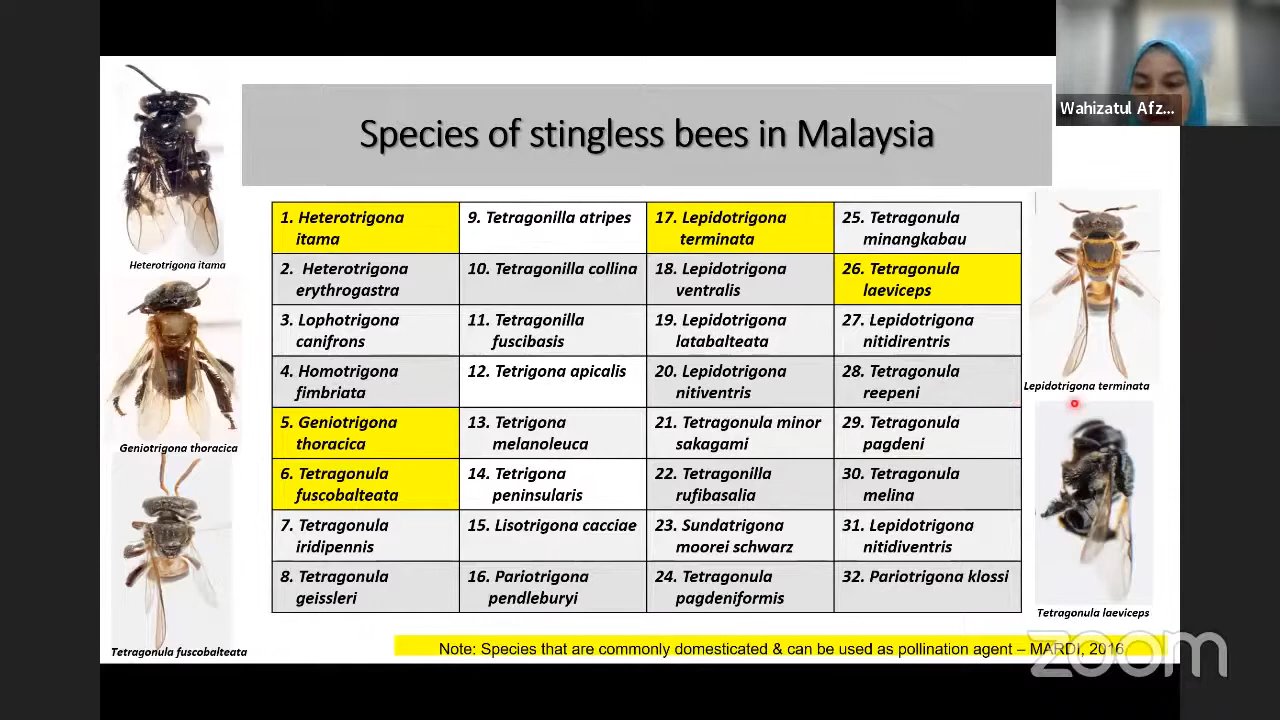 Wahizatul Afz...
Species of stingless bees in Malaysia
1. Heterotrigona
itama
9. Tetragonilla atripes
17. Lepidotrigona
terminata
25. Tetragonula
minangkabau
2. Heterotrigona
erythrogastra
10. Tetragonilla collina
18. Lepidotrigona
ventralis
26. Tetragonula
laeviceps
3. Lophotrigona
canifrons
11. Tetragonilla
fuscibasis
19. Lepidotrigona
latabalteata
27. Lepidotrigona
nitidirentris
4. Homotrigona
fimbriata
12. Tetrigona apicalis
20. Lepidotrigona
nitiventris
28. Tetragonula
reepeni
5. Geniotrigona
thoracica
13. Tetrigona
melanoleuca
21. Tetragonula minor
sakagami
29. Tetragonula
pagdeni
6. Tetragonula
fuscobalteata
14. Tetrigona
peninsularis
22. Tetragonilla
rufibasalia
30. Tetragonula
melina
7. Tetragonula
iridipennis
15. Lisotrigona cacciae
23. Sundatrigona
moorei schwarz
31. Lepidotrigona
nitidiventris
8. Tetragonula
geissleri
16. Pariotrigona
pendleburyi
24. Tetragonula
pagdeniformis
32. Pariotrigona klossi
Heterotrigona itama
Geniotrigona thoracica
Tetragonula fuscobalteata
Lepidotrigona terminata
Tetragonula laeviceps
Note: Species that are commonly domesticated & can be used as pollination agent – MARDI, 2016
zoom